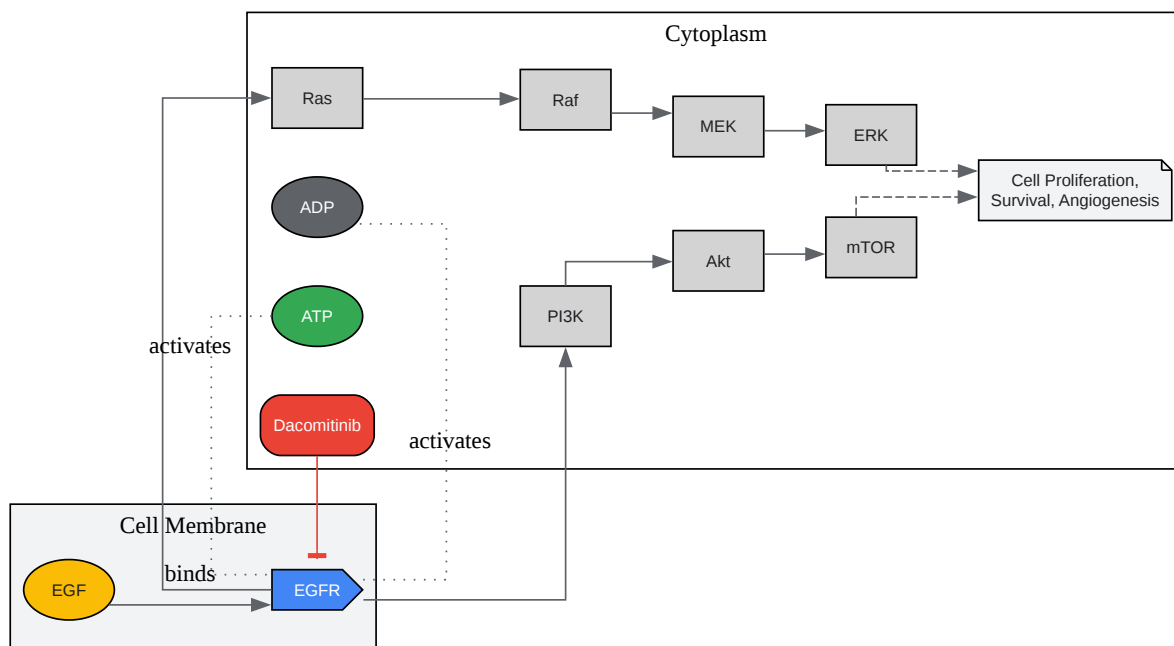 Cytoplasm
Ras
Raf
MEK
ERK
Cell Proliferation,
Survival, Angiogenesis
ADP
Akt
mTOR
ATP
PI3K
activates
Dacomitinib
activates
Cell Membrane
binds
EGF
EGFR